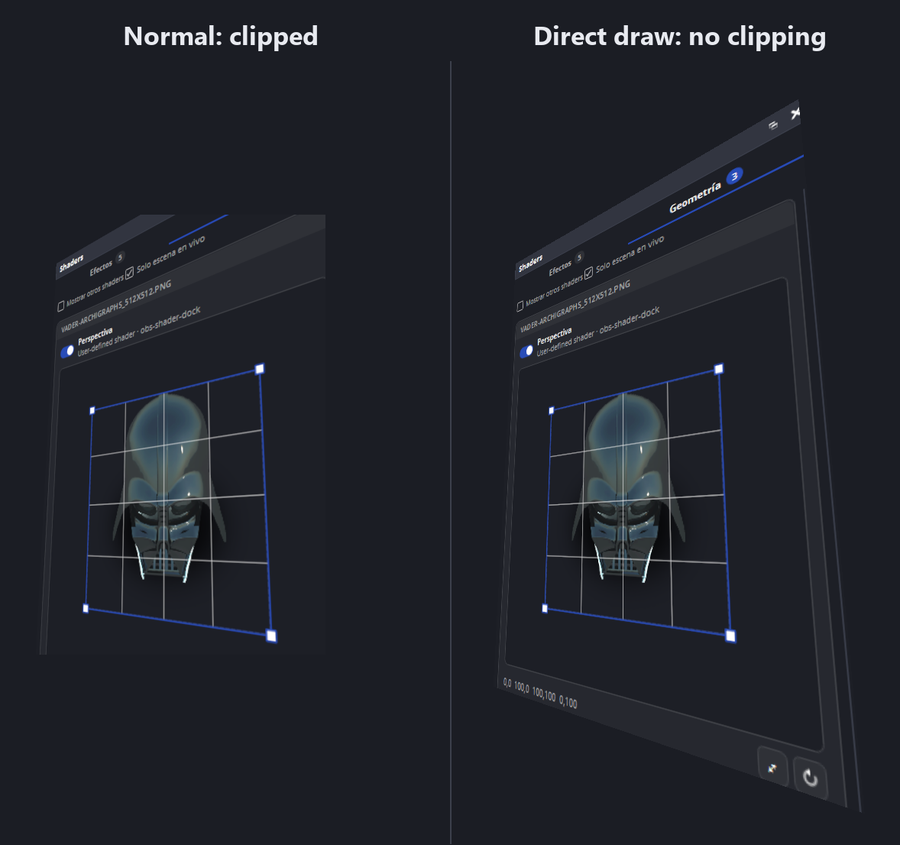 Normal: clipped
Shaders
Efectos 5
Mostrar otros shaders Solo escena en vivo
VADER-ARCHIGRAPHS_512X512.PNG
Perspectiva
User-defined shader · obs-shader-dock
Direct draw: no clipping
Shaders
Efectos 5
Geometría 3
Mostrar otros shaders Solo escena en vivo
VADER-ARCHIGRAPHS_512X512.PNG
Perspectiva
User-defined shader · obs-shader-dock
0,0 100,0 100,100 0,100